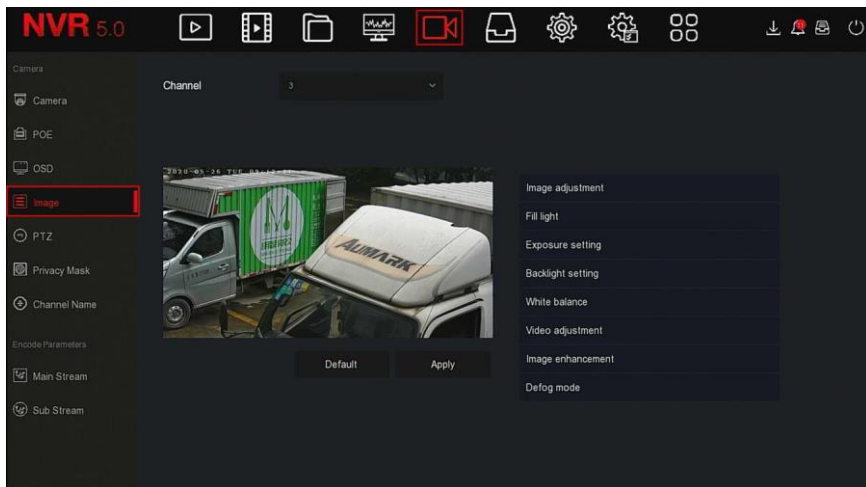 NVR 5.0
Camera
Camera
POE
OSD
Image
PTZ
Privacy Mask
Channel Name
Encode Parameters
Main Stream
Sub Stream
Channel 3
AUMARK
Default Apply
Image adjustment
Fill light
Exposure setting
Backlight setting
White balance
Video adjustment
Image enhancement
Defog mode